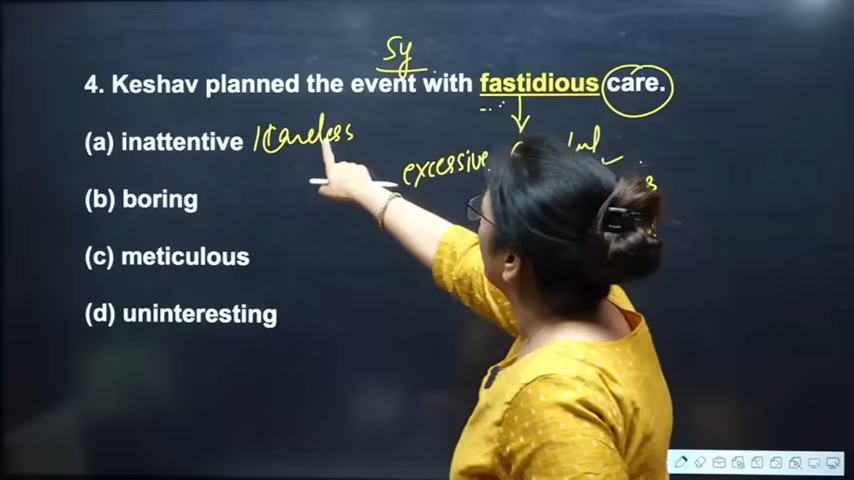 Sy
4. Keshav planned the event with fastidious care.
(a) inattentive / Careless
excessive
(b) boring
(c) meticulous
(d) uninteresting